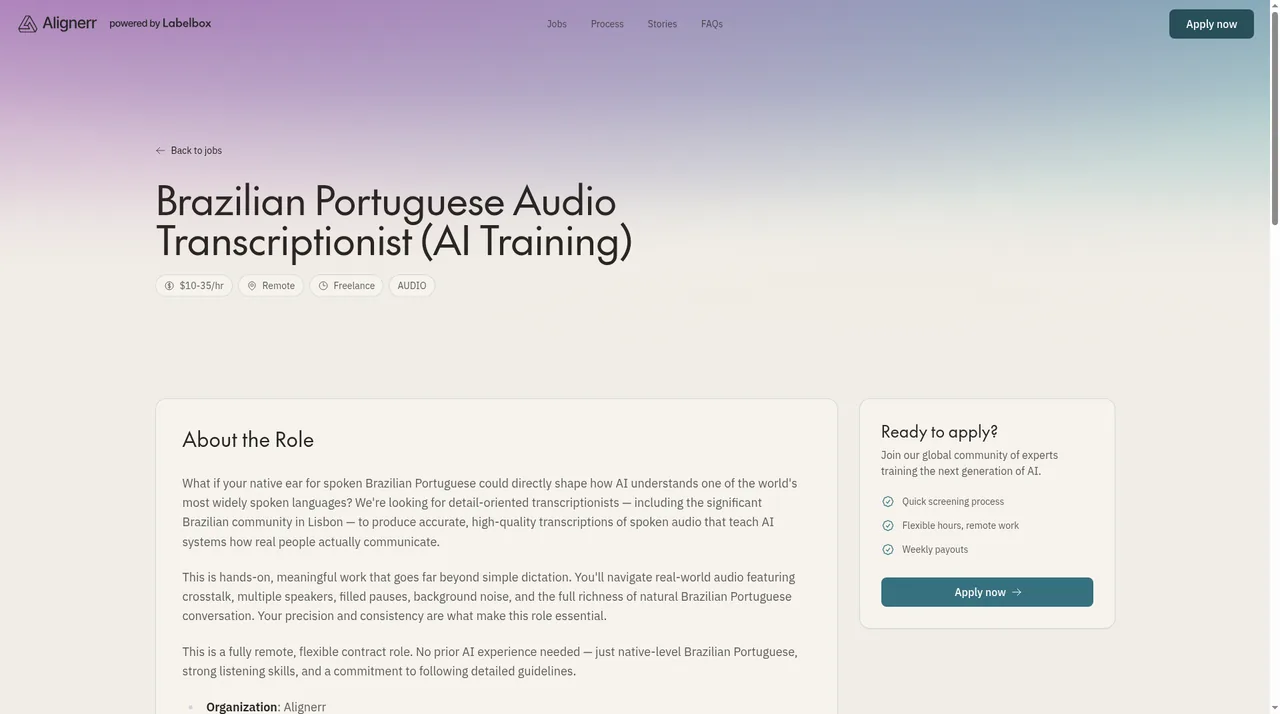 Alignerr powered by Labelbox
Jobs Process Stories FAQs
Apply now
Back to jobs
Brazilian Portuguese Audio
Transcriptionist (AI Training)
$10-35/hr Remote Freelance AUDIO
About the Role
What if your native ear for spoken Brazilian Portuguese could directly shape how AI understands one of the world's
most widely spoken languages? We're looking for detail-oriented transcriptionists — including the significant
Brazilian community in Lisbon — to produce accurate, high-quality transcriptions of spoken audio that teach AI
systems how real people actually communicate.
This is hands-on, meaningful work that goes far beyond simple dictation. You'll navigate real-world audio featuring
crosstalk, multiple speakers, filled pauses, background noise, and the full richness of natural Brazilian Portuguese
conversation. Your precision and consistency are what make this role essential.
This is a fully remote, flexible contract role. No prior AI experience needed — just native-level Brazilian Portuguese,
strong listening skills, and a commitment to following detailed guidelines.
Organization: Alignerr
Ready to apply?
Join our global community of experts
training the next generation of AI.
Quick screening process
Flexible hours, remote work
Weekly payouts
Apply now